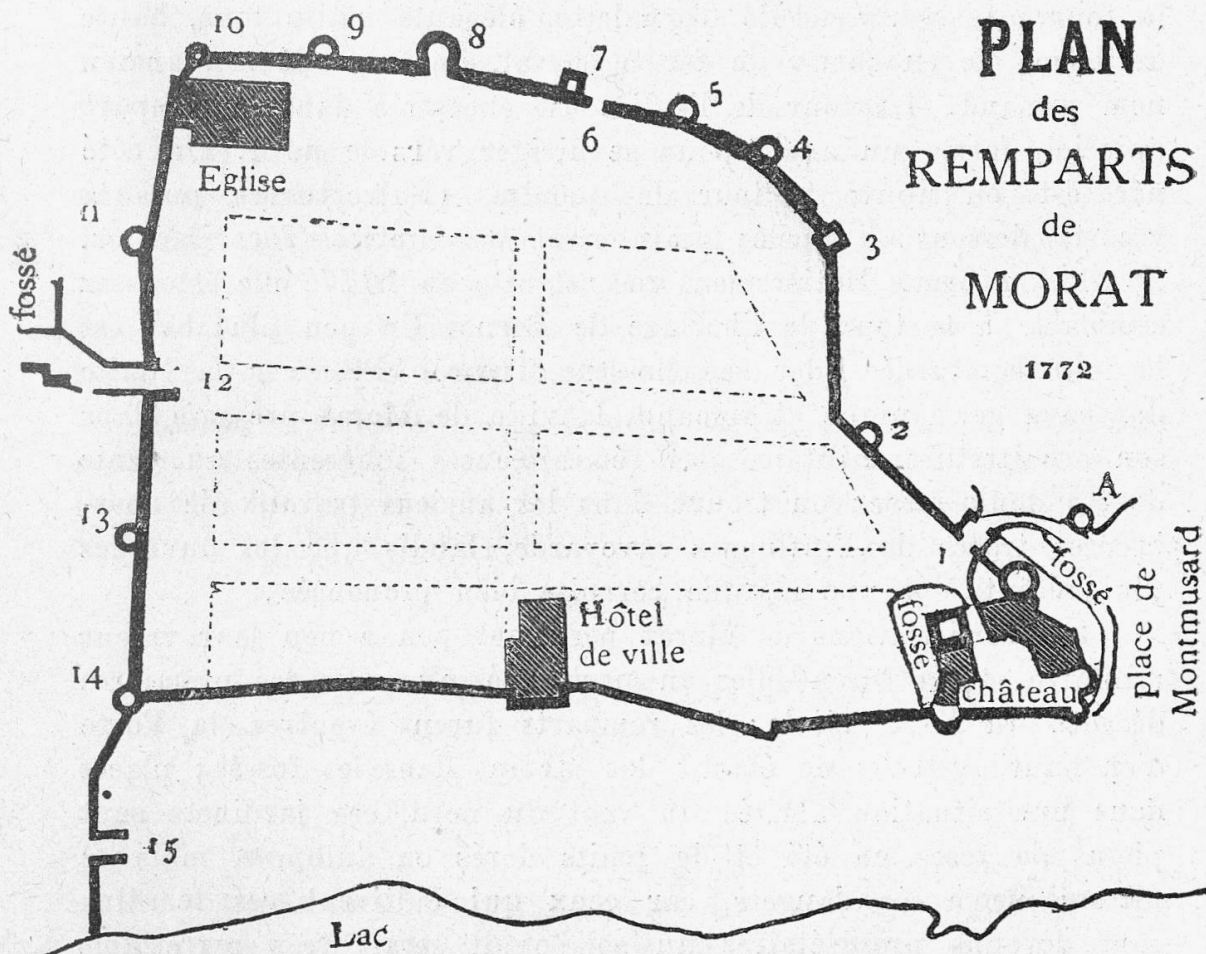 PLAN
des
REMPARTS
de
MORAT
1772
10
9
8
7
5
6
4
3
Eglise
11
fossé
12
2
A
13
1
fossé
place de
Montmusard
fosse
Hôtel
de ville
château
14
15
Lac